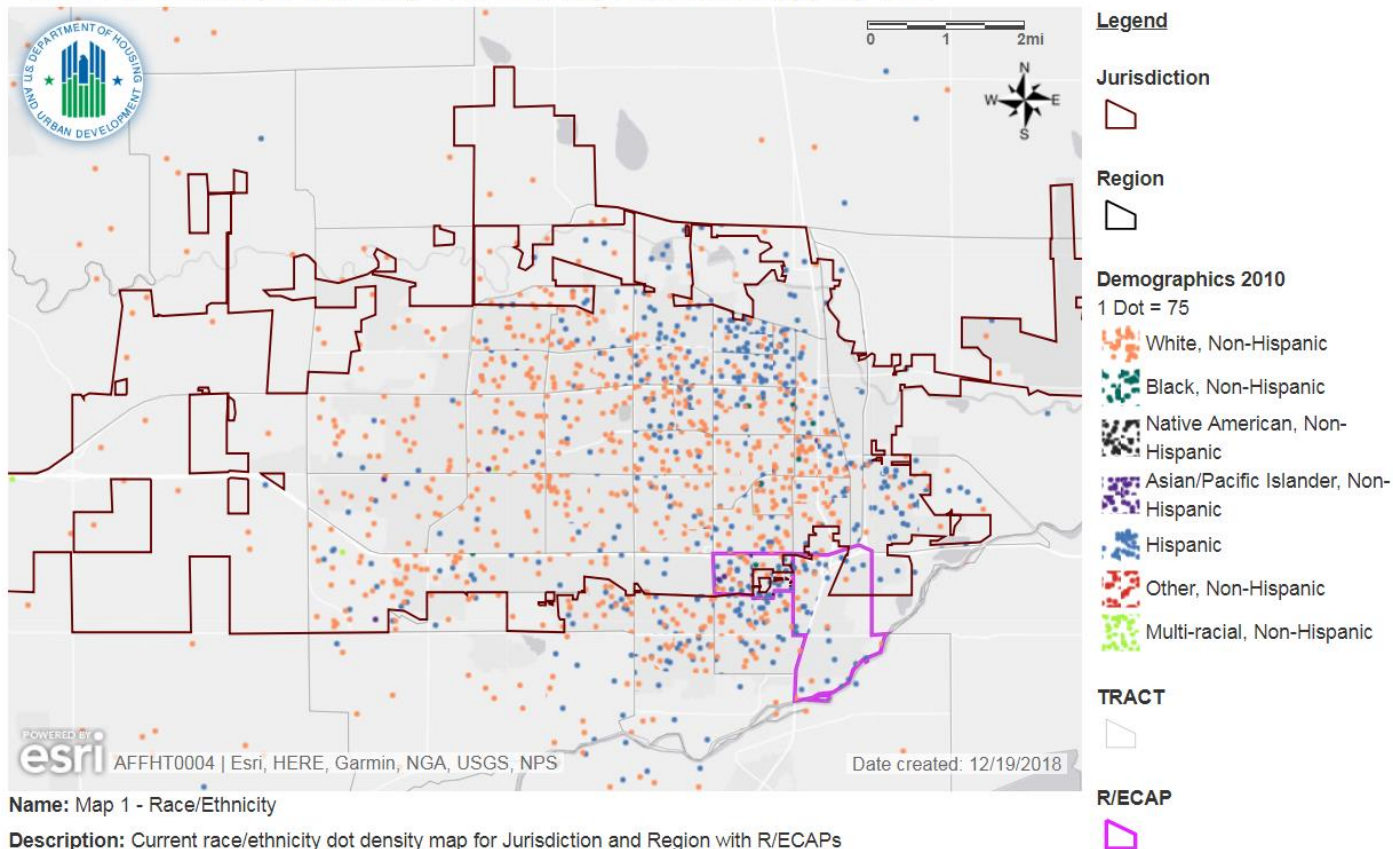 U.S. DEPARTMENT OF HOUSING
AND URBAN DEVELOPMENT
0 1 2mi
N
W E
S
Legend
Jurisdiction
Region
Demographics 2010
1 Dot = 75
White, Non-Hispanic
Black, Non-Hispanic
Native American, Non-
Hispanic
Asian/Pacific Islander, Non-
Hispanic
Hispanic
Other, Non-Hispanic
Multi-racial, Non-Hispanic
TRACT
R/ECAP
POWERED BY
esri
AFFHT0004 | Esri, HERE, Garmin, NGA, USGS, NPS
Date created: 12/19/2018
Name: Map 1 - Race/Ethnicity
Description: Current race/ethnicity dot density map for Jurisdiction and Region with R/ECAPs